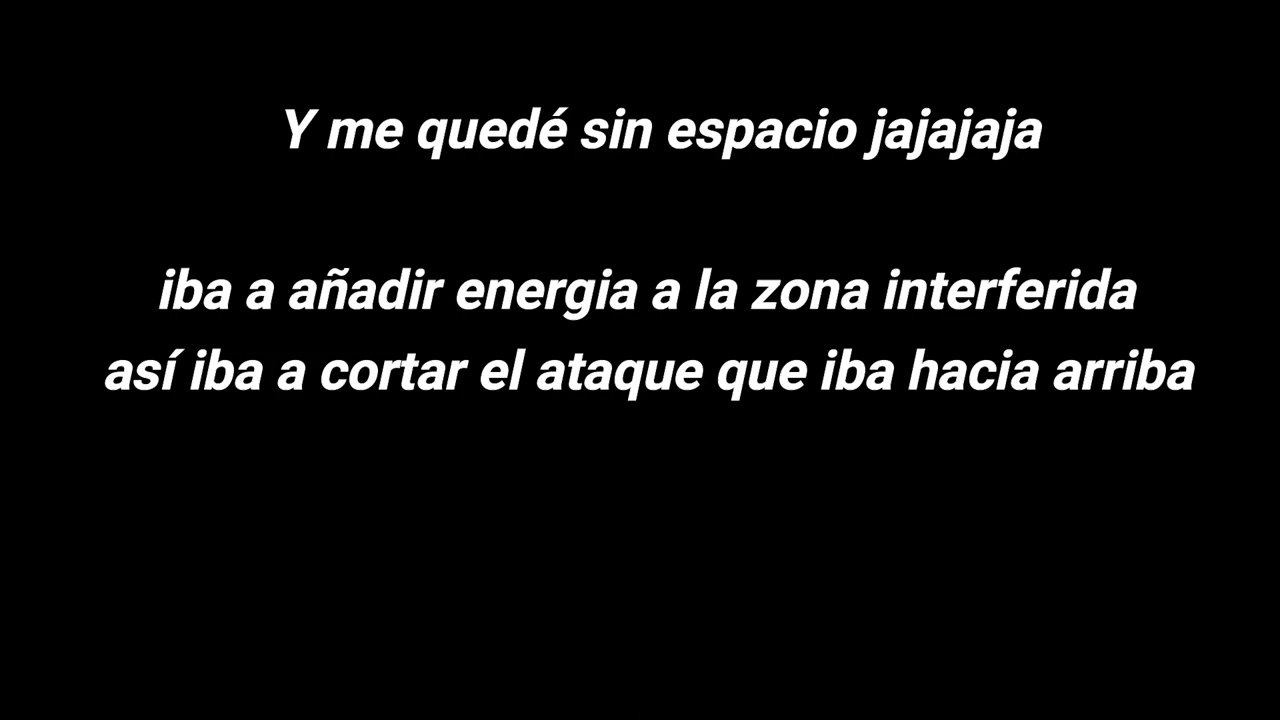 Y me quedé sin espacio jajajaja
iba a añadir energia a la zona interferida
así iba a cortar el ataque que iba hacia arriba